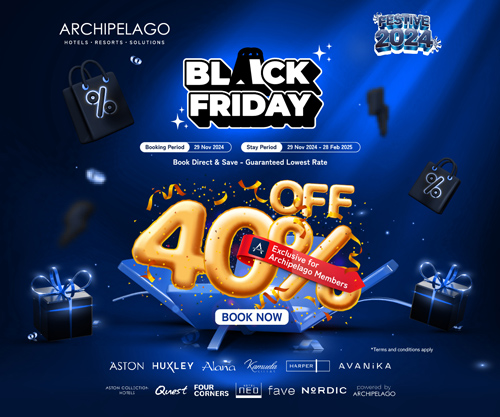 ARCHIPELAGO
HOTELS • RESORTS • SOLUTIONS
FESTIVE
2024
BLACK
FRIDAY
Booking Period 29 Nov 2024 Stay Period 29 Nov 2024 - 28 Feb 2025
Book Direct & Save - Guaranteed Lowest Rate
OFF
40%
Exclusive for
Archipelago Members
BOOK NOW
*Terms and conditions apply
ASTON HUXLEY Alana Kamuela HARPER AVANIKA
ASTON COLLECTION
HOTELS
Quest FOUR
CORNERS
NEO fave NORDIC powered by
ARCHIPELAGO